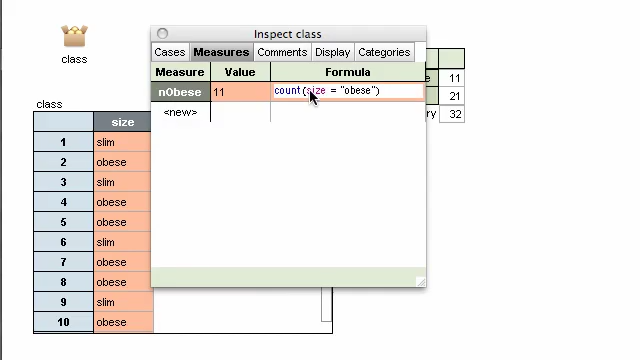 Inspect class
Cases Measures Comments Display Categories
Measure Value Formula
nObese 11 count(size = "obese")
<new>
class
class
size
1 slim
2 obese
3 slim
4 obese
5 obese
6 slim
7 obese
8 obese
9 slim
10 obese
e 11
21
ry 32